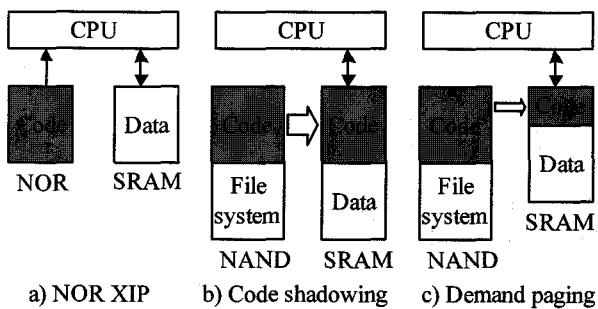 CPU
Code
Data
NOR
SRAM
a) NOR XIP
CPU
Code
File
system
NAND
Code
Data
SRAM
b) Code shadowing
CPU
Code
File
system
NAND
Code
Data
SRAM
c) Demand paging